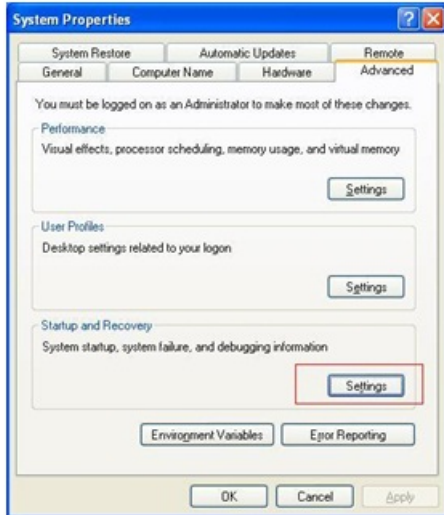 System Properties
System Restore Automatic Updates Remote
General Computer Name Hardware Advanced
You must be logged on as an Administrator to make most of these changes.
Performance
Visual effects, processor scheduling, memory usage, and virtual memory
Settings
User Profiles
Desktop settings related to your logon
Settings
Startup and Recovery
System startup, system failure, and debugging information
Settings
Environment Variables Error Reporting
OK Cancel Apply